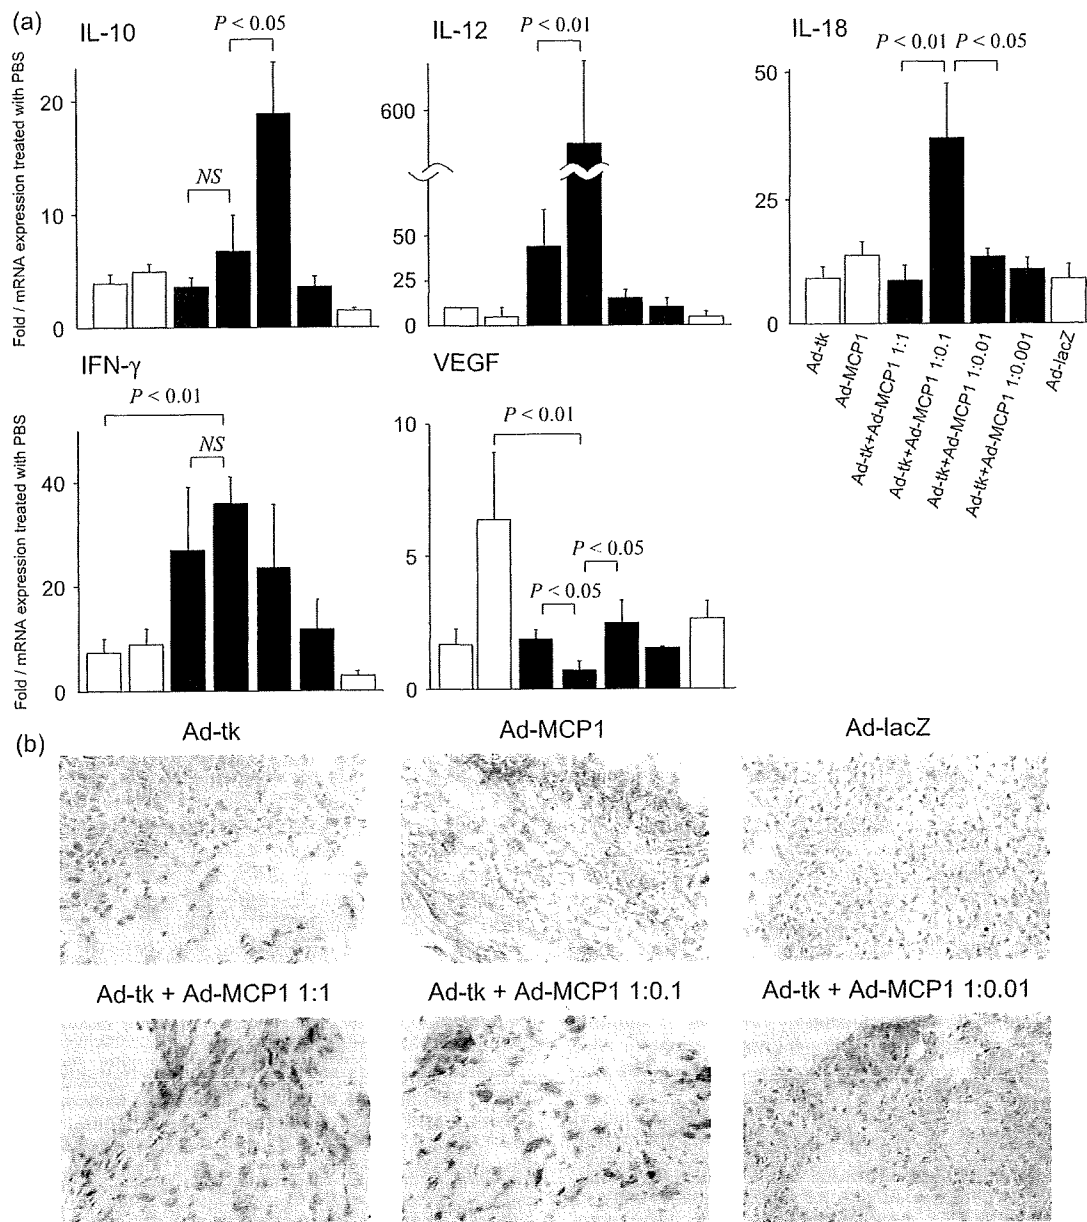 (a)
IL-10
P < 0.05
NS
20
10
0
Fold / mRNA expression treated with PBS
IL-12
P < 0.01
600
50
25
0
IL-18
P < 0.01
P < 0.05
50
25
0
Ad-tk
Ad-MCP1
Ad-tk+Ad-MCP1 1:1
Ad-tk+Ad-MCP1 1:0.1
Ad-tk+Ad-MCP1 1:0.01
Ad-tk+Ad-MCP1 1:0.001
Ad-lacZ
IFN-γ
P < 0.01
NS
40
20
0
Fold / mRNA expression treated with PBS
VEGF
P < 0.01
P < 0.05
P < 0.05
10
5
0
(b)
Ad-tk
Ad-MCP1
Ad-lacZ
Ad-tk + Ad-MCP1 1:1
Ad-tk + Ad-MCP1 1:0.1
Ad-tk + Ad-MCP1 1:0.01